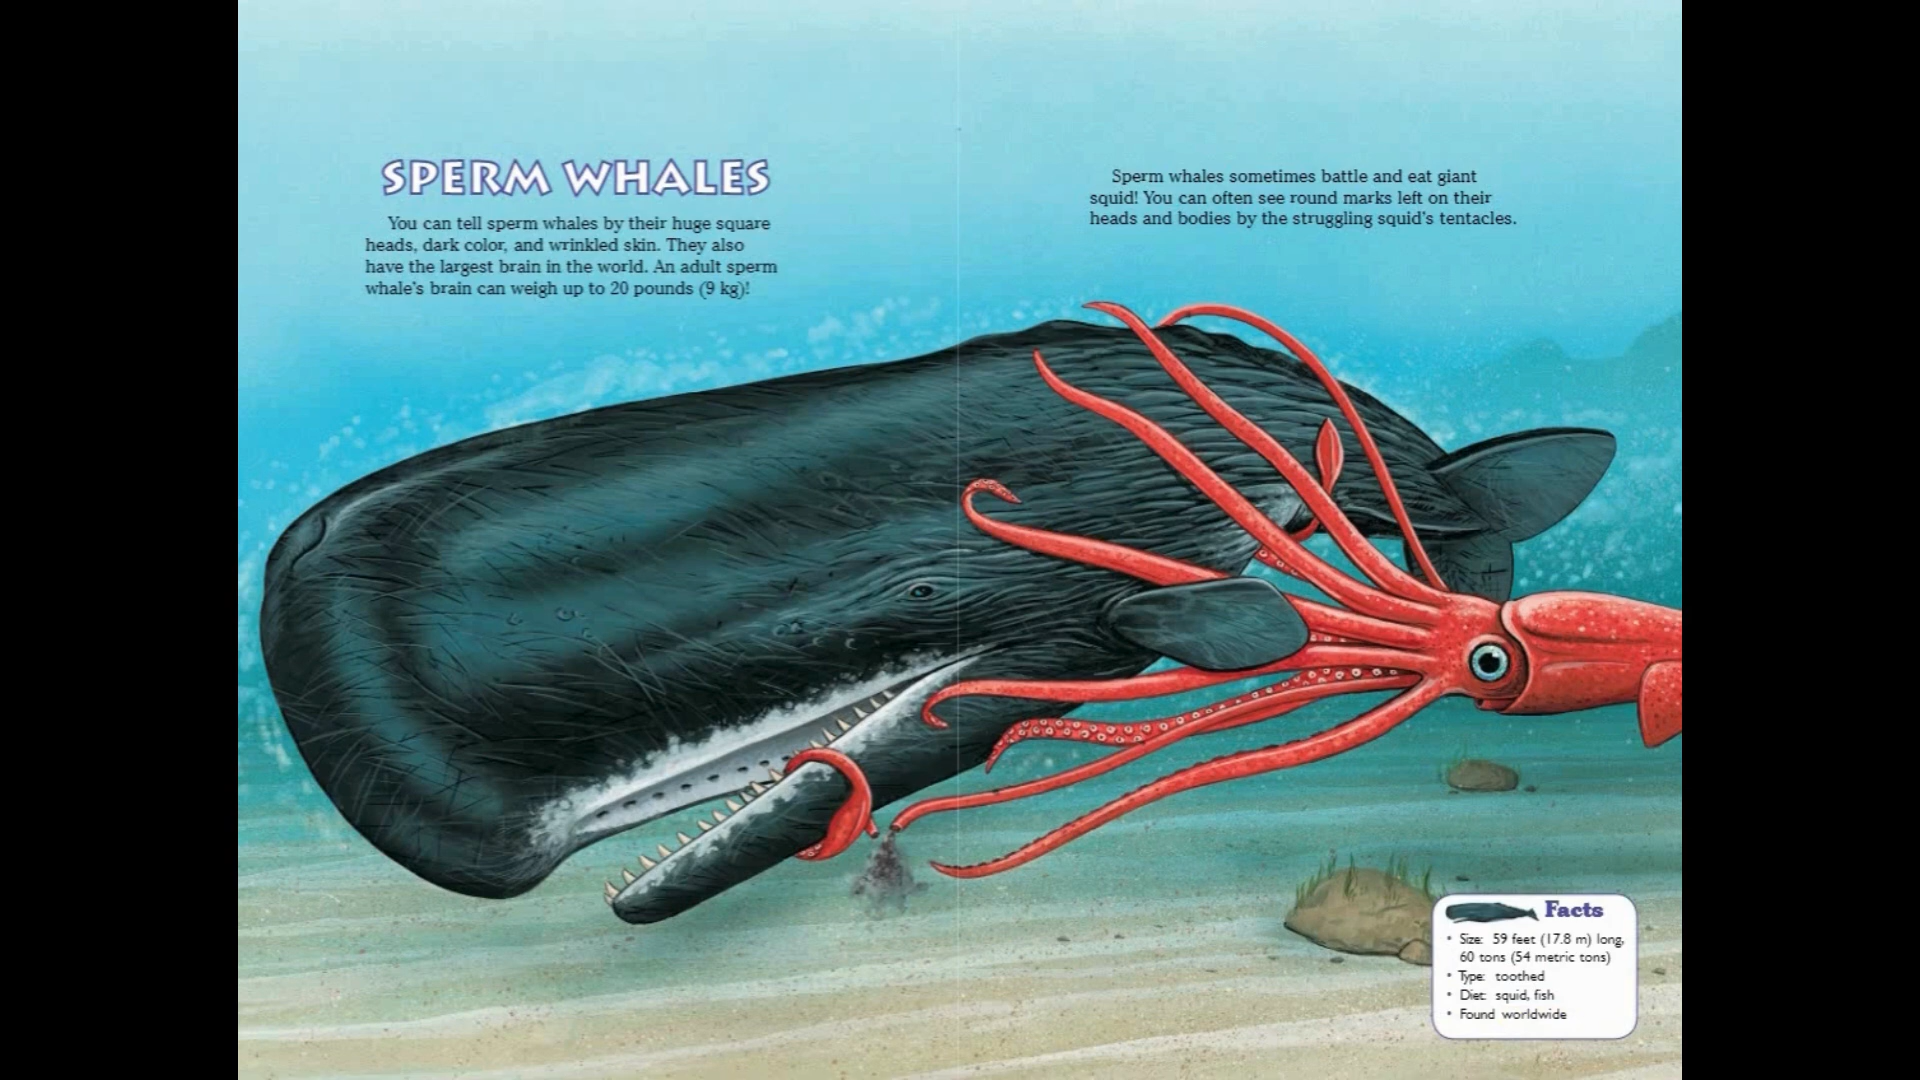 SPERM WHALES
You can tell sperm whales by their huge square
heads, dark color, and wrinkled skin. They also
have the largest brain in the world. An adult sperm
whale's brain can weigh up to 20 pounds (9 kg)!
Sperm whales sometimes battle and eat giant
squid! You can often see round marks left on their
heads and bodies by the struggling squid's tentacles.
Facts
• Size: 59 feet (17.8 m) long,
60 tons (54 metric tons)
• Type: toothed
• Diet: squid, fish
• Found worldwide